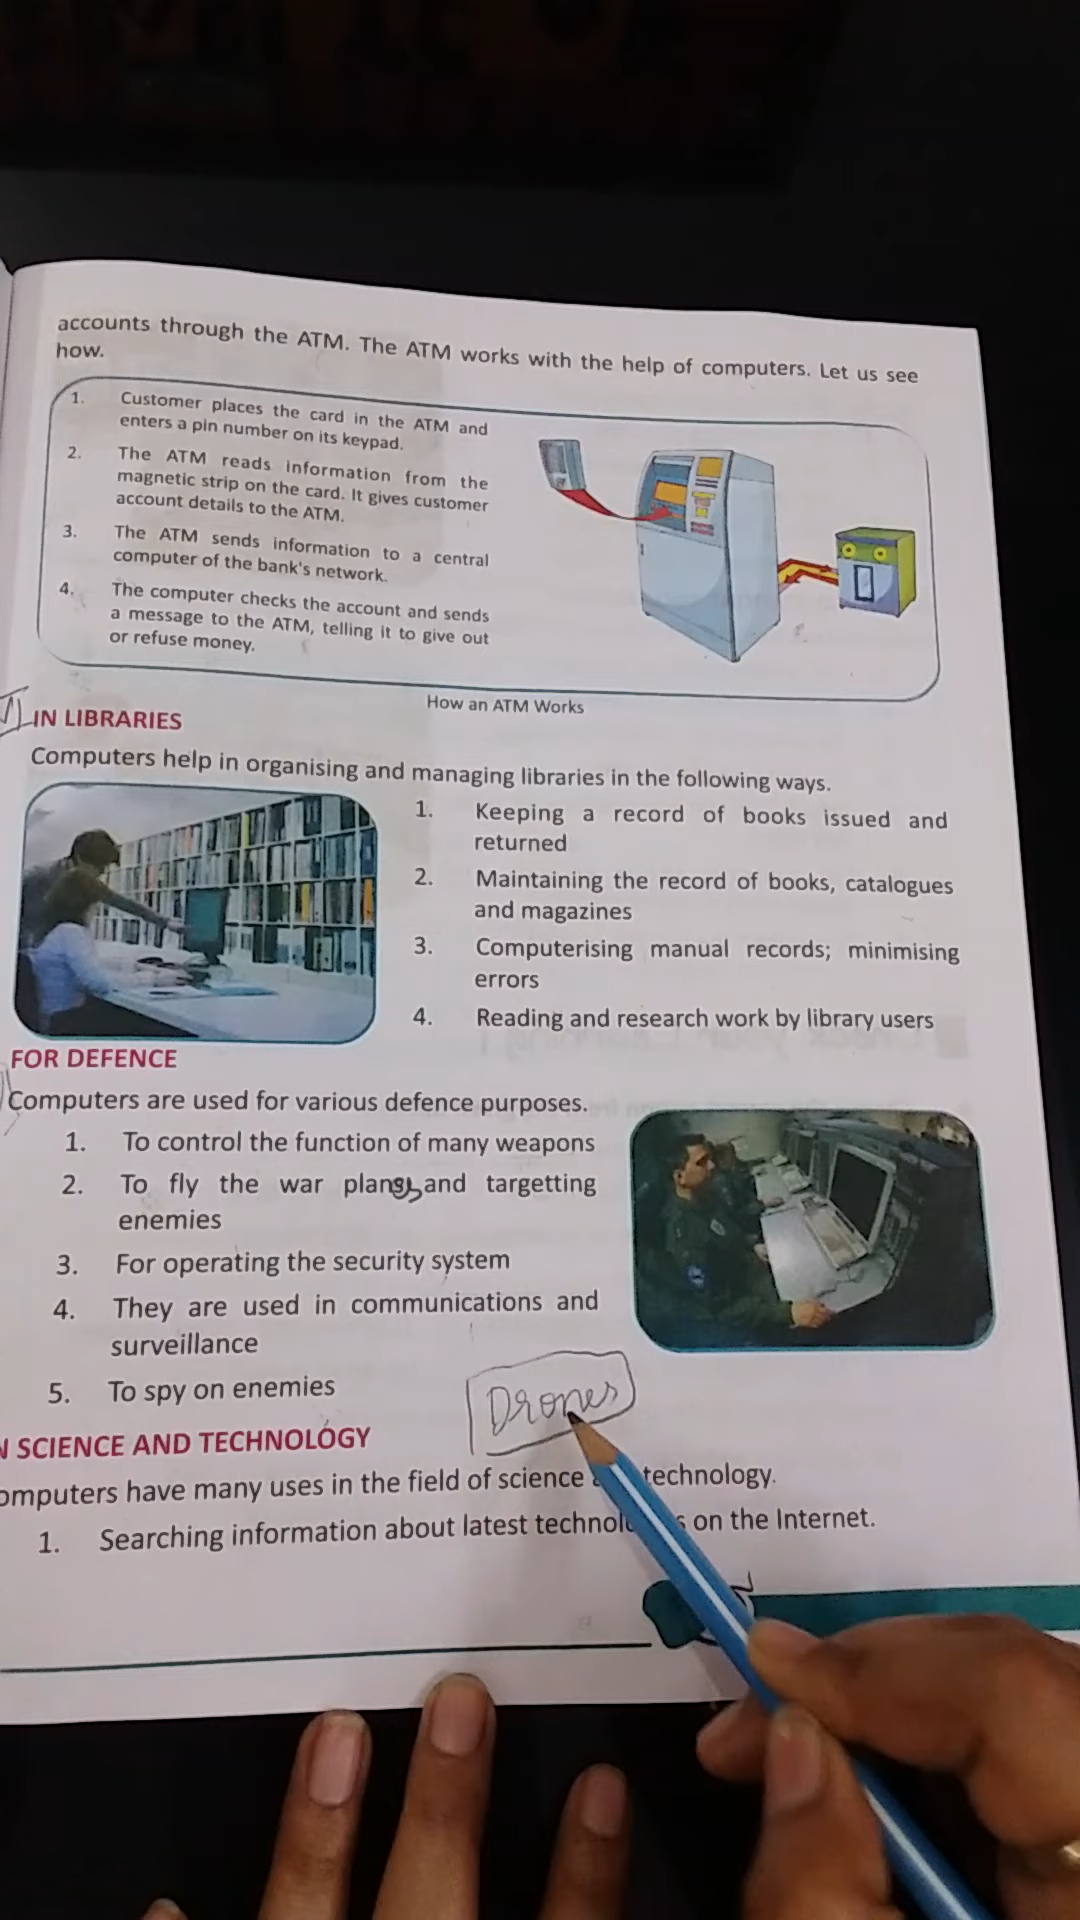 accounts through the ATM. The ATM works with the help of computers. Let us see
how.
1. Customer places the card in the ATM and
enters a pin number on its keypad.
2. The ATM reads information from the
magnetic strip on the card. It gives customer
account details to the ATM.
3. The ATM sends information to a central
computer of the bank's network.
4. The computer checks the account and sends
a message to the ATM, telling it to give out
or refuse money.
How an ATM Works
IN LIBRARIES
Computers help in organising and managing libraries in the following ways.
1. Keeping a record of books issued and
returned
2. Maintaining the record of books, catalogues
and magazines
3. Computerising manual records; minimising
errors
4. Reading and research work by library users
FOR DEFENCE
Computers are used for various defence purposes.
1. To control the function of many weapons
2. To fly the war plans, and targetting
enemies
3. For operating the security system
4. They are used in communications and
surveillance
5. To spy on enemies
Drones
SCIENCE AND TECHNOLOGY
omputers have many uses in the field of science technology.
1. Searching information about latest on the Internet.